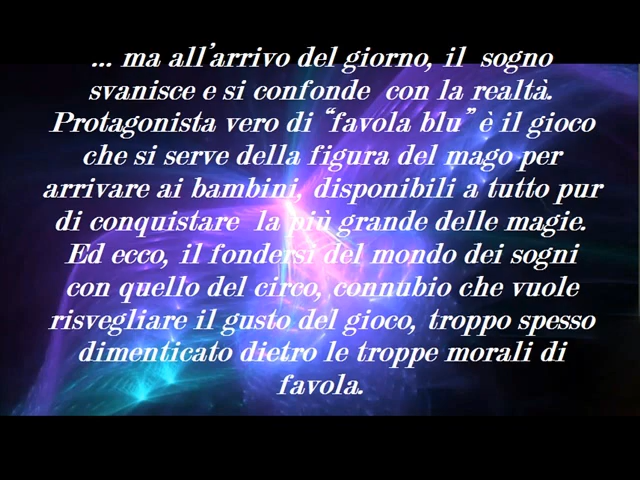 ... ma all'arrivo del giorno, il  sogno
svanisce e si confonde  con la realtà.
Protagonista vero di “favola blu” è il gioco
che si serve della figura del mago per
arrivare ai bambini, disponibili a tutto pur
di conquistare  la più grande delle magie.
Ed ecco, il fondersi del mondo dei sogni
con quello del circo, connubio che vuole
risvegliare il gusto del gioco, troppo spesso
dimenticato dietro le troppe morali di
favola.